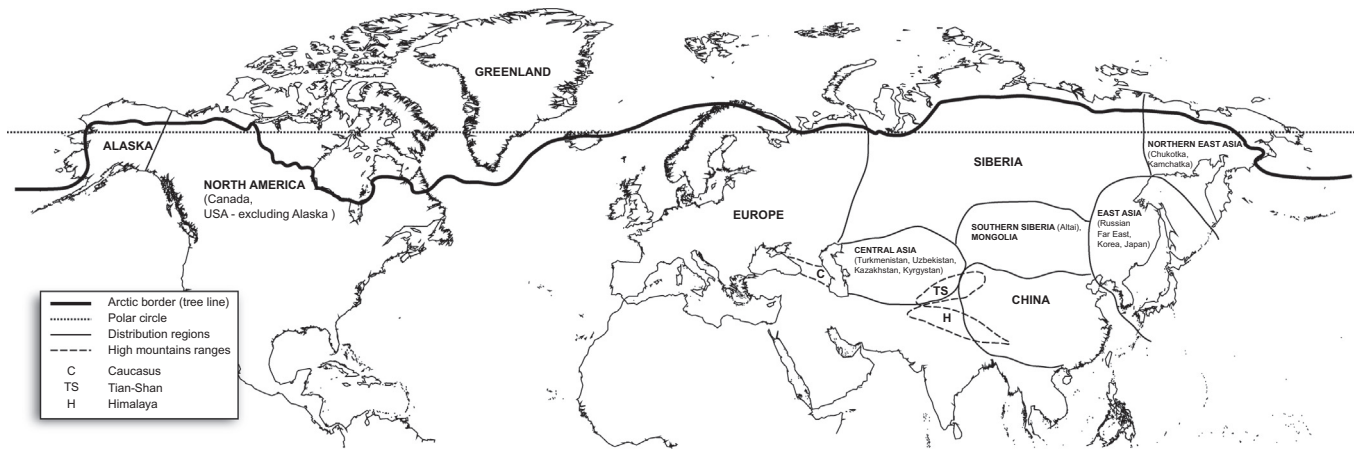 GREENLAND
ALASKA
NORTH AMERICA
(Canada,
USA - excluding Alaska )
EUROPE
SIBERIA
NORTHERN EAST ASIA
(Chukotka,
Kamchatka)
EAST ASIA
(Russian
Far East,
Korea, Japan)
SOUTHERN SIBERIA (Altai),
MONGOLIA
CENTRAL ASIA
(Turkmenistan, Uzbekistan,
Kazakhstan, Kyrgystan)
C
TS
H
CHINA
Arctic border (tree line)
Polar circle
Distribution regions
High mountains ranges
C Caucasus
TS Tian-Shan
H Himalaya